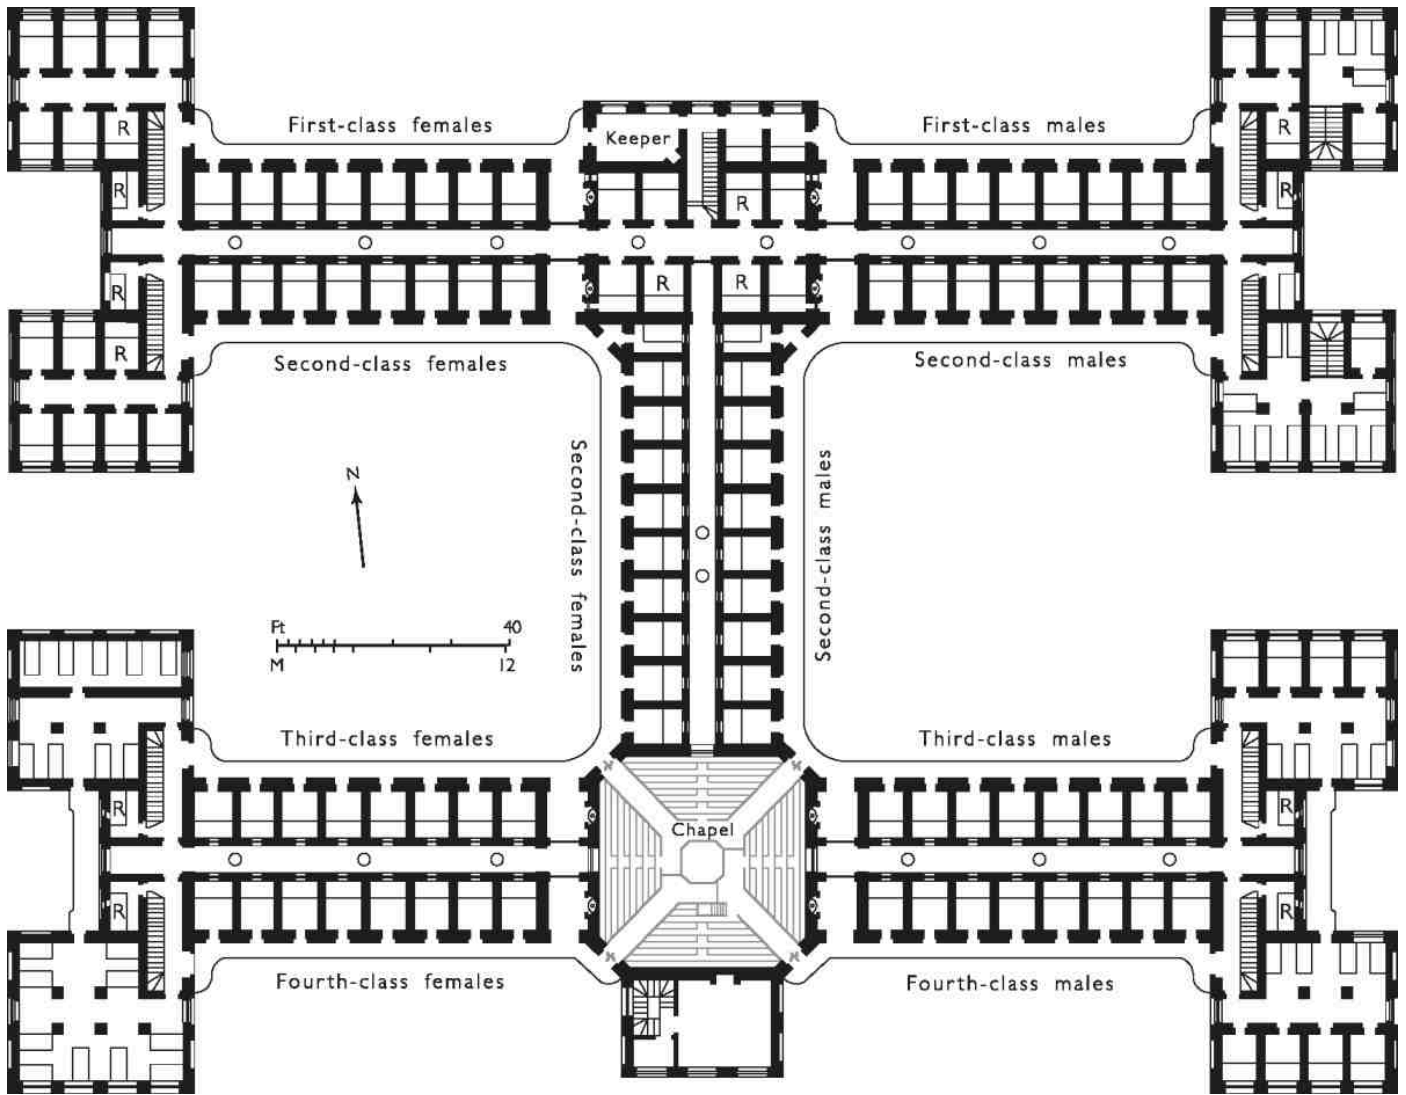 First-class females
Keeper
First-class males
R
R
R
R
R
R
R
R
R
Second-class females
Second-class males
N
Second-class females
Second-class males
Ft 40
M 12
Third-class females
Third-class males
R
R
Chapel
R
R
Fourth-class females
Fourth-class males